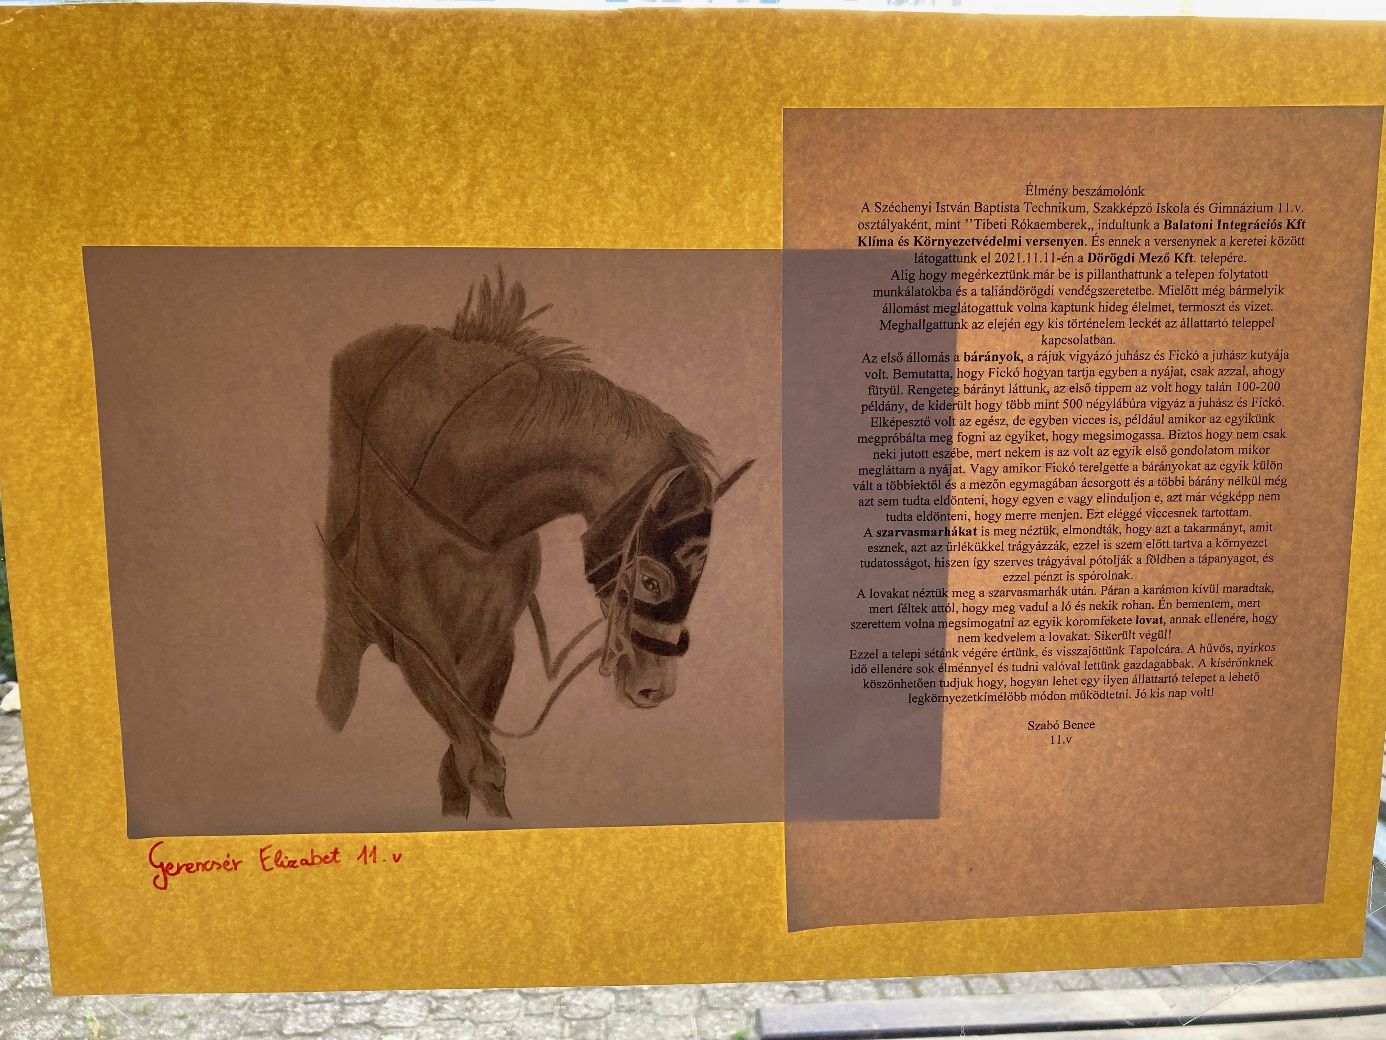 Élmény beszámolónk
A Széchenyi István Baptista Technikum, Szakképző Iskola és Gimnázium 11.v.
osztályaként, mint ''Tibeti Rókaemberek,, indultunk a Balatoni Integrációs Kft
Klíma és Környezetvédelmi versenyen. És ennek a versenynek a keretei között
látogattunk el 2021.11.11-én a Dörögdi Mező Kft. telepére.
Alig hogy megérkeztünk már be is pillanthattunk a telepen folytatott
munkálatokba és a taliándörögdi vendégszeretetbe. Mielőtt még bármelyik
állomást meglátogattuk volna kaptunk hideg élelmet, termoszt és vizet.
Meghallgattunk az elején egy kis történelem leckét az állattartó teleppel
kapcsolatban.
Az első állomás a bárányok, a rájuk vigyázó juhász és Fickó a juhász kutyája
volt. Bemutatta, hogy Fickó hogyan tartja egyben a nyájat, csak azzal, ahogy
fütyül. Rengeteg bárányt láttunk, az első tippem az volt hogy talán 100-200
példány, de kiderült hogy több mint 500 négylábúra vigyáz a juhász és Fickó.
Elképesztő volt az egész, de egyben vicces is, például amikor az egyikünk
megpróbálta meg fogni az egyiket, hogy megsimogassa. Biztos hogy nem csak
neki jutott eszébe, mert nekem is az volt az egyik első gondolatom mikor
megláttam a nyájat. Vagy amikor Fickó terelgette a bárányokat az egyik külön
vált a többiektől és a mezőn egymagában ácsorgott és a többi bárány nélkül még
azt sem tudta eldönteni, hogy egyen e vagy elinduljon e, azt már végképp nem
tudta eldönteni, hogy merre menjen. Ezt eléggé viccesnek tartottam.
A szarvasmarhákat is meg néztük, elmondták, hogy azt a takarmányt, amit
esznek, azt az ürlékükkel trágyázzák, ezzel is szem előtt tartva a környezet
tudatosságot, hiszen így szerves trágyával pótolják a földben a tápanyagot, és
ezzel pénzt is spórolnak.
A lovakat néztük meg a szarvasmarhák után. Páran a karámon kívül maradtak,
mert féltek attól, hogy meg vadul a ló és nekik rohan. Én bementem, mert
szerettem volna megsimogatni az egyik koromfekete lovat, annak ellenére, hogy
nem kedvelem a lovakat. Sikerült végül!
Ezzel a telepi sétánk végére értünk, és visszajöttünk Tapolcára. A hűvös, nyirkos
idő ellenére sok élménnyel és tudni valóval lettünk gazdagabbak. A kísérőnknek
köszönhetően tudjuk hogy, hogyan lehet egy ilyen állattartó telepet a lehető
legkörnyezetkímélőbb módon működtetni. Jó kis nap volt!
Szabó Bence
11.v
Gerencsér Elizabet 11. v